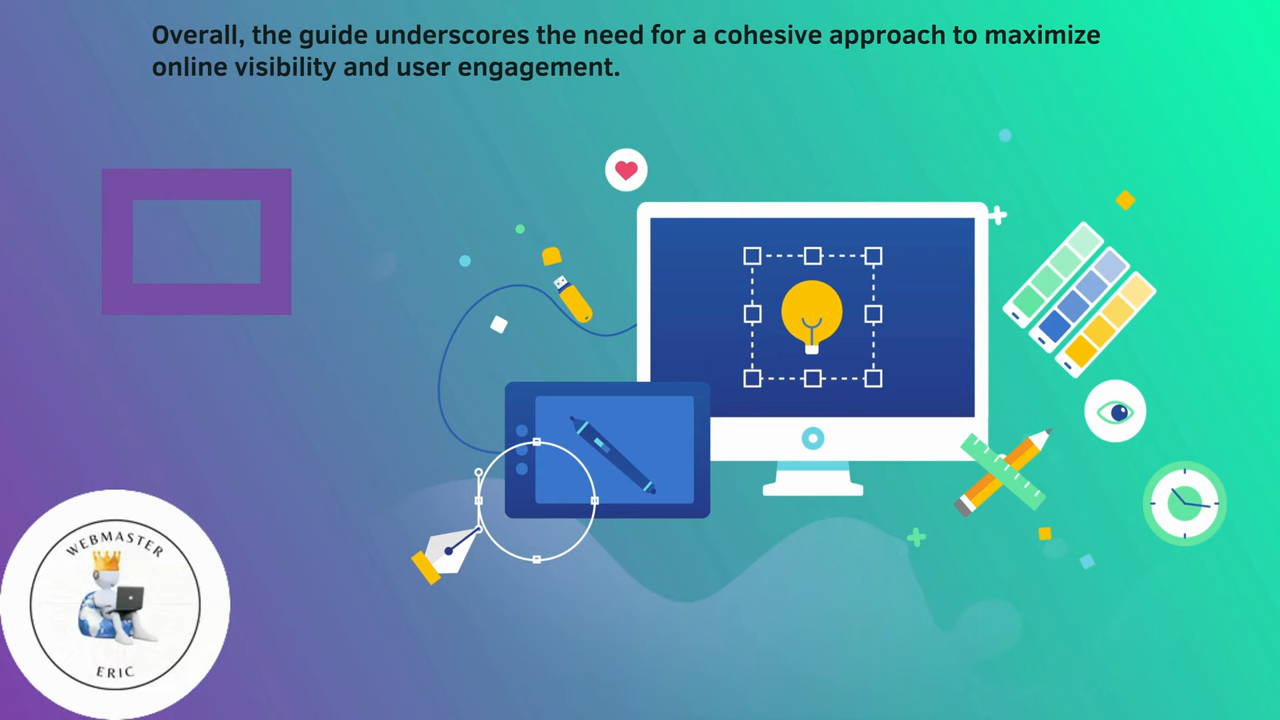 Overall, the guide underscores the need for a cohesive approach to maximize
online visibility and user engagement.
WEBMASTER
ERIC